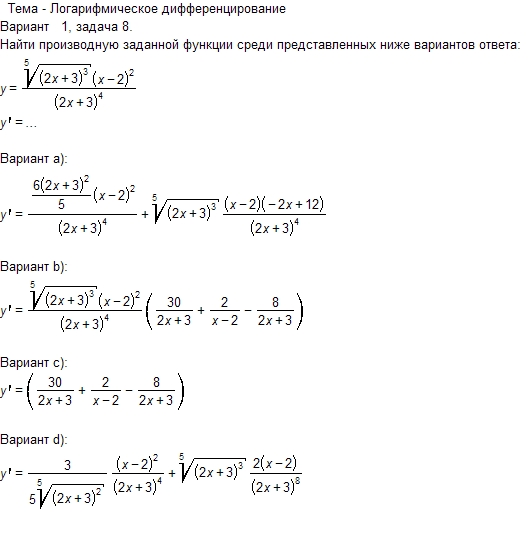 Тема - Логарифмическое дифференцирование
Вариант 1, задача 8.
Найти производную заданной функции среди представленных ниже вариантов ответа:
y = \frac{\sqrt[5]{(2x+3)^3}(x-2)^2}{(2x+3)^4}
y' = ...
Вариант a):
y' = \frac{\frac{6(2x+3)^2}{5}(x-2)^2}{(2x+3)^4} + \sqrt[5]{(2x+3)^3} \frac{(x-2)(-2x+12)}{(2x+3)^4}
Вариант b):
y' = \frac{\sqrt[5]{(2x+3)^3}(x-2)^2}{(2x+3)^4} \left( \frac{30}{2x+3} + \frac{2}{x-2} - \frac{8}{2x+3} \right)
Вариант c):
y' = \left( \frac{30}{2x+3} + \frac{2}{x-2} - \frac{8}{2x+3} \right)
Вариант d):
y' = \frac{3}{5\sqrt[5]{(2x+3)^2}} \frac{(x-2)^2}{(2x+3)^4} + \sqrt[5]{(2x+3)^3} \frac{2(x-2)}{(2x+3)^8}